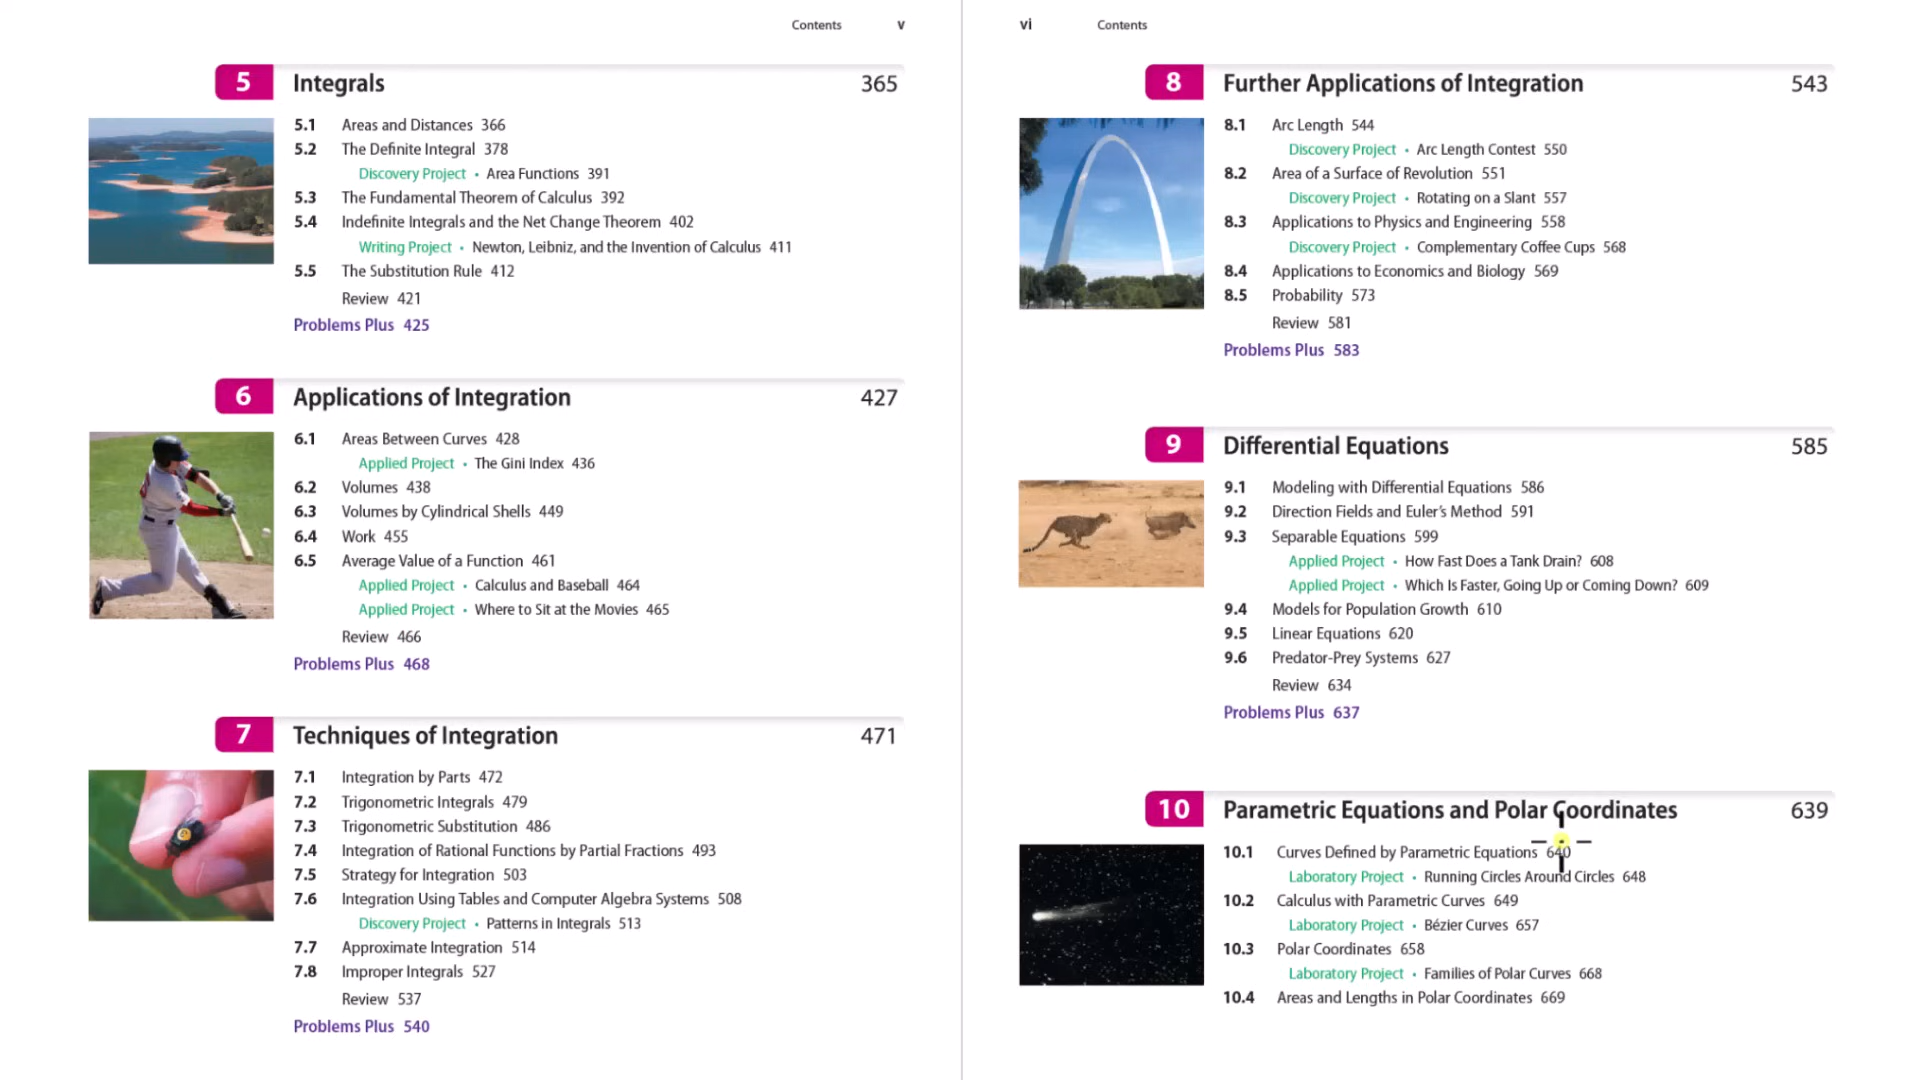 Contents v
5 Integrals 365
5.1 Areas and Distances 366
5.2 The Definite Integral 378
Discovery Project • Area Functions 391
5.3 The Fundamental Theorem of Calculus 392
5.4 Indefinite Integrals and the Net Change Theorem 402
Writing Project • Newton, Leibniz, and the Invention of Calculus 411
5.5 The Substitution Rule 412
Review 421
Problems Plus 425
6 Applications of Integration 427
6.1 Areas Between Curves 428
Applied Project • The Gini Index 436
6.2 Volumes 438
6.3 Volumes by Cylindrical Shells 449
6.4 Work 455
6.5 Average Value of a Function 461
Applied Project • Calculus and Baseball 464
Applied Project • Where to Sit at the Movies 465
Review 466
Problems Plus 468
7 Techniques of Integration 471
7.1 Integration by Parts 472
7.2 Trigonometric Integrals 479
7.3 Trigonometric Substitution 486
7.4 Integration of Rational Functions by Partial Fractions 493
7.5 Strategy for Integration 503
7.6 Integration Using Tables and Computer Algebra Systems 508
Discovery Project • Patterns in Integrals 513
7.7 Approximate Integration 514
7.8 Improper Integrals 527
Review 537
Problems Plus 540
vi Contents
8 Further Applications of Integration 543
8.1 Arc Length 544
Discovery Project • Arc Length Contest 550
8.2 Area of a Surface of Revolution 551
Discovery Project • Rotating on a Slant 557
8.3 Applications to Physics and Engineering 558
Discovery Project • Complementary Coffee Cups 568
8.4 Applications to Economics and Biology 569
8.5 Probability 573
Review 581
Problems Plus 583
9 Differential Equations 585
9.1 Modeling with Differential Equations 586
9.2 Direction Fields and Euler's Method 591
9.3 Separable Equations 599
Applied Project • How Fast Does a Tank Drain? 608
Applied Project • Which Is Faster, Going Up or Coming Down? 609
9.4 Models for Population Growth 610
9.5 Linear Equations 620
9.6 Predator-Prey Systems 627
Review 634
Problems Plus 637
10 Parametric Equations and Polar Coordinates 639
10.1 Curves Defined by Parametric Equations 640
Laboratory Project • Running Circles Around Circles 648
10.2 Calculus with Parametric Curves 649
Laboratory Project • Bézier Curves 657
10.3 Polar Coordinates 658
Laboratory Project • Families of Polar Curves 668
10.4 Areas and Lengths in Polar Coordinates 669